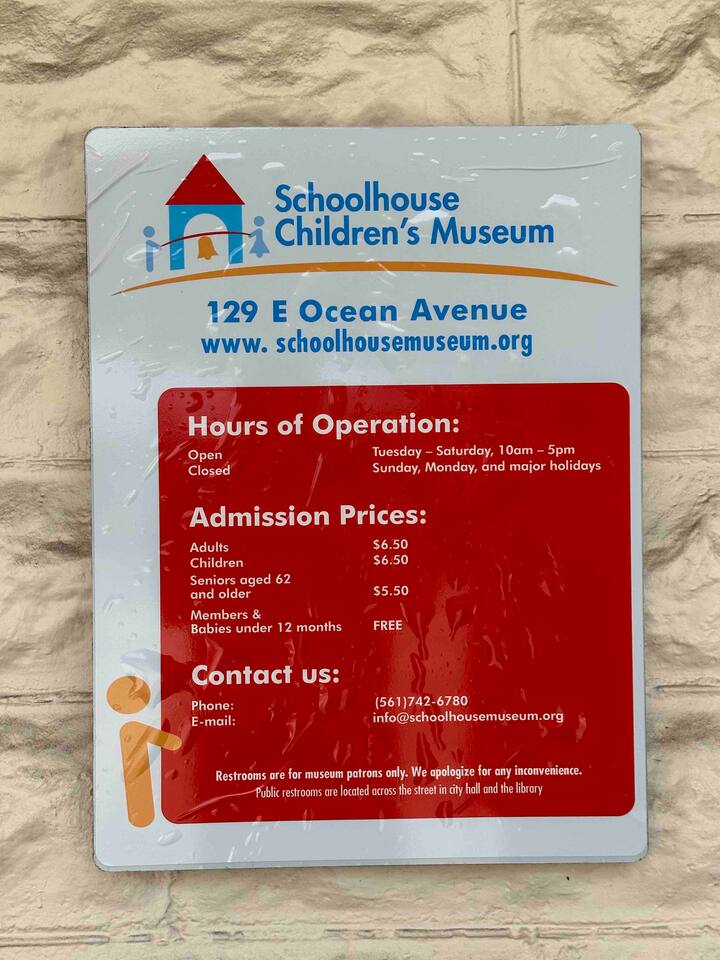 Schoolhouse
Children's Museum
129 E Ocean Avenue
www. schoolhousemuseum.org
Hours of Operation:
Open Tuesday – Saturday, 10am – 5pm
Closed Sunday, Monday, and major holidays
Admission Prices:
Adults $6.50
Children $6.50
Seniors aged 62
and older $5.50
Members &
Babies under 12 months FREE
Contact us:
Phone: (561)742-6780
E-mail: info@schoolhousemuseum.org
Restrooms are for museum patrons only. We apologize for any inconvenience.
Public restrooms are located across the street in city hall and the library